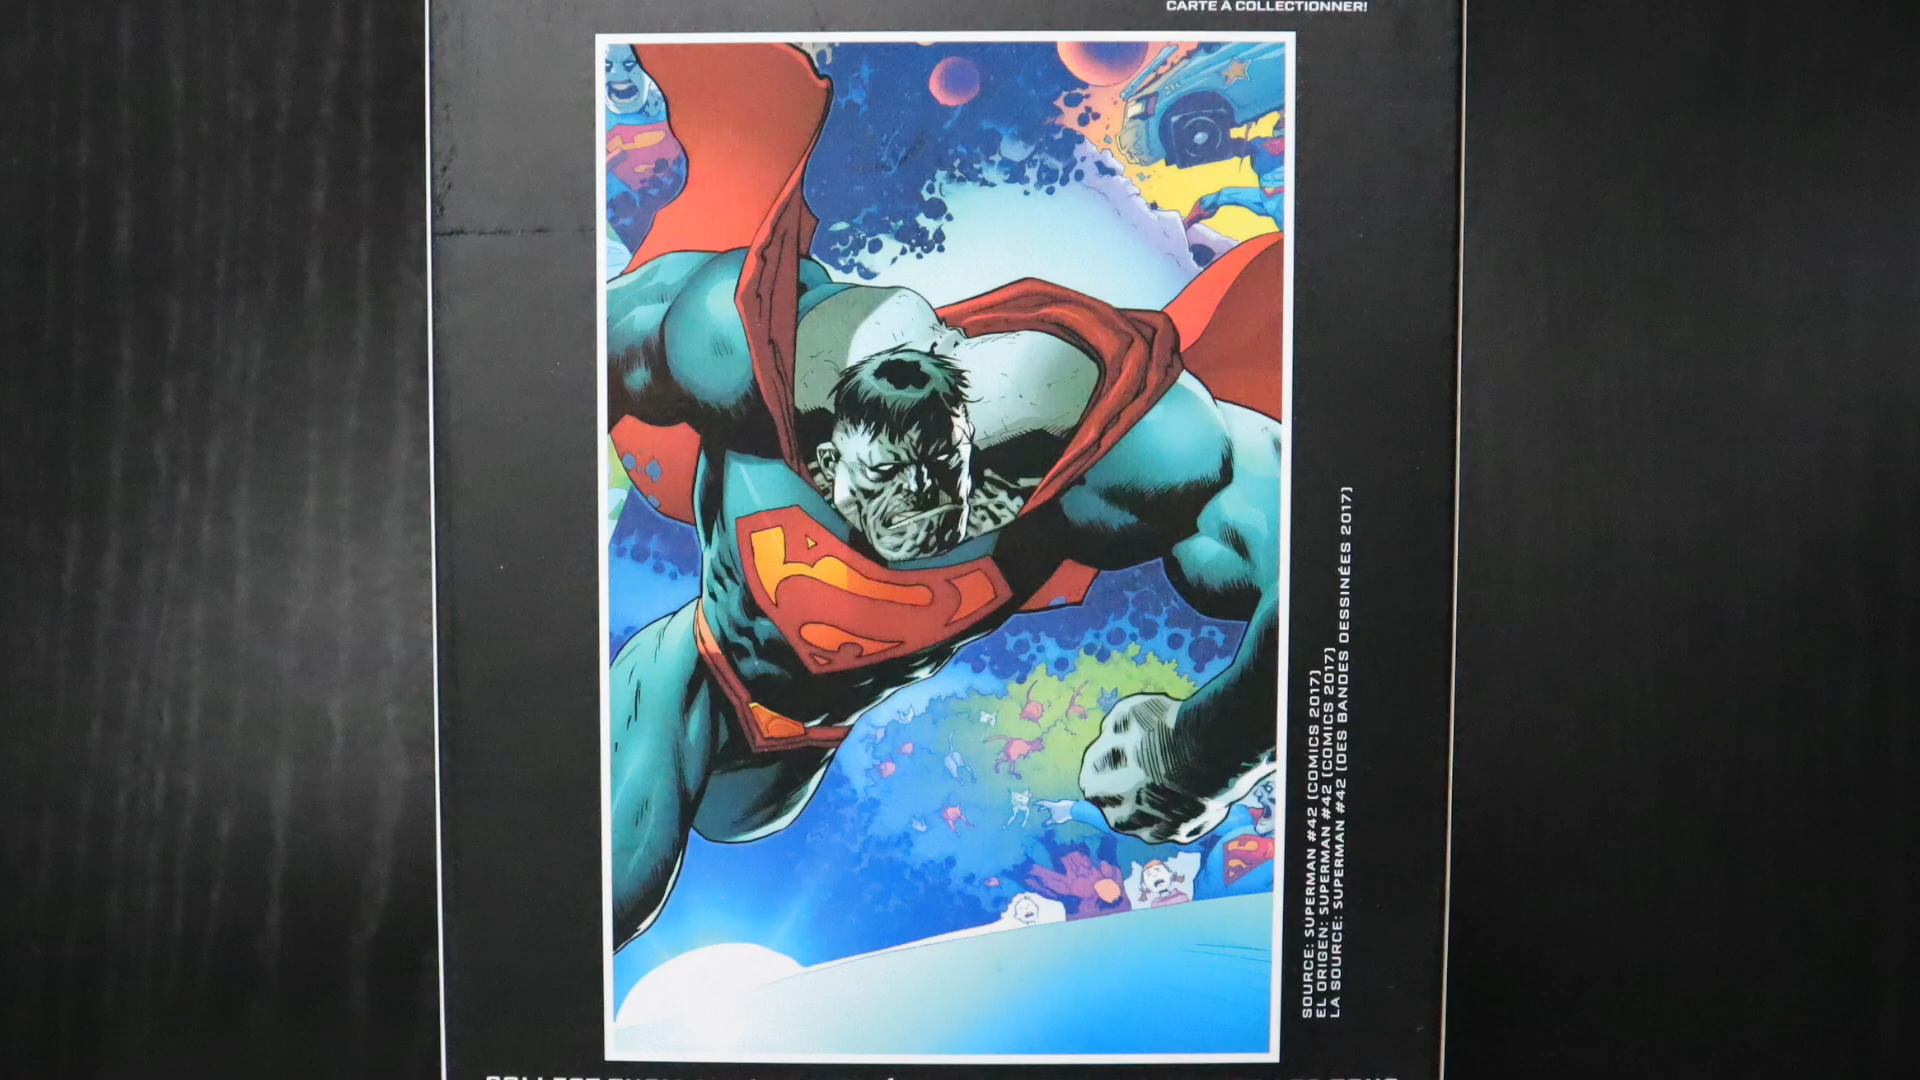 CARTE À COLLECTIONNER!
SOURCE: SUPERMAN #42 (COMICS 2017)
EL ORIGEN: SUPERMAN #42 (COMICS 2017)
LA SOURCE: SUPERMAN #42 (DES BANDES DESSINÉES 2017)